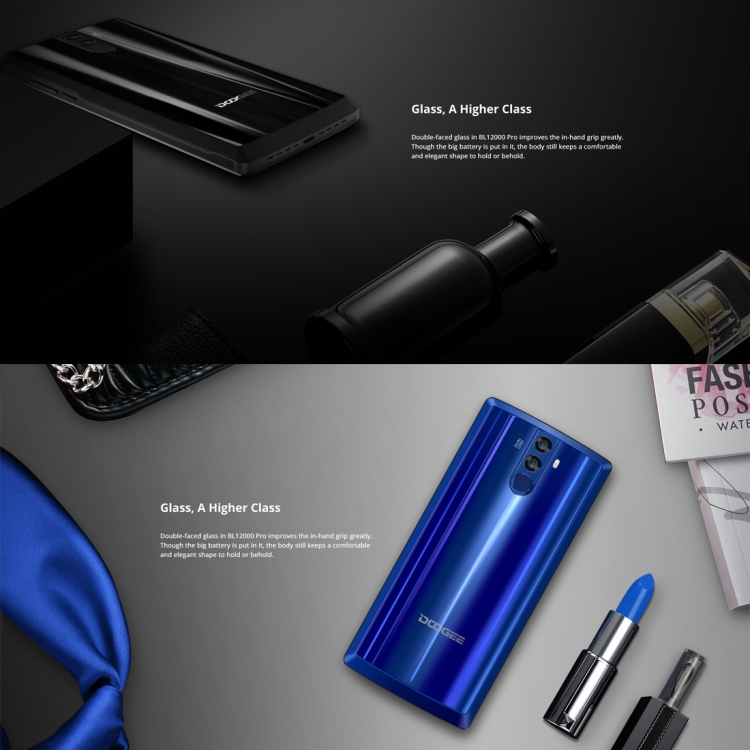 DOOGEE
Glass, A Higher Class
Double-faced glass in BL12000 Pro improves the in-hand grip greatly.
Though the big battery is put in it, the body still keeps a comfortable
and elegant shape to hold or behold.
FASH
POS
• WATE
Glass, A Higher Class
Double-faced glass in BL12000 Pro improves the in-hand grip greatly.
Though the big battery is put in it, the body still keeps a comfortable
and elegant shape to hold or behold.
DOOGEE